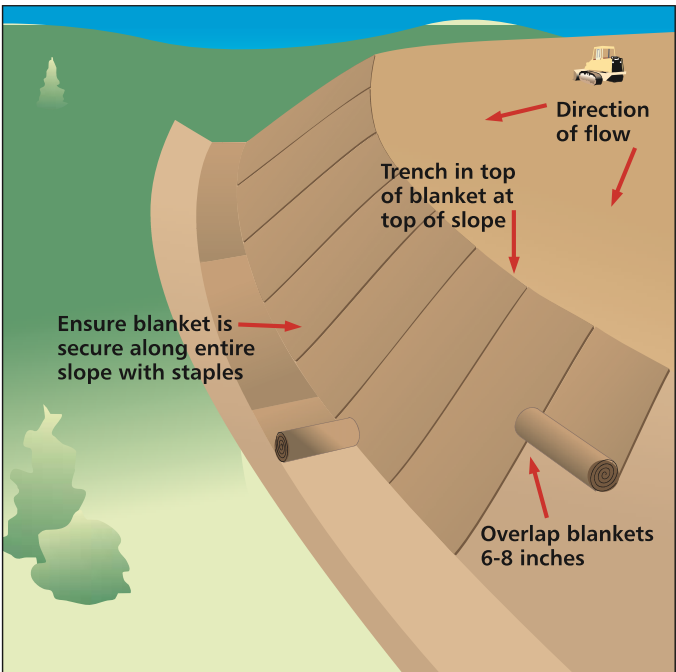 Direction
of flow
Trench in top
of blanket at
top of slope
Ensure blanket is
secure along entire
slope with staples
Overlap blankets
6-8 inches